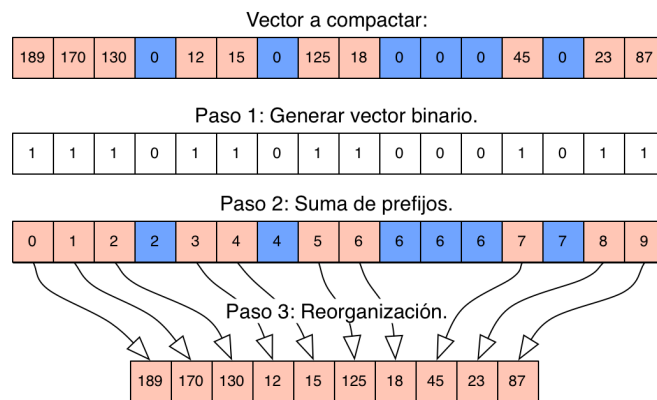 Vector a compactar:
189 170 130 0 12 15 0 125 18 0 0 0 45 0 23 87
Paso 1: Generar vector binario.
1 1 1 0 1 1 0 1 1 0 0 0 1 0 1 1
Paso 2: Suma de prefijos.
0 1 2 2 3 4 4 5 6 6 6 6 7 7 8 9
Paso 3: Reorganización.
189 170 130 12 15 125 18 45 23 87